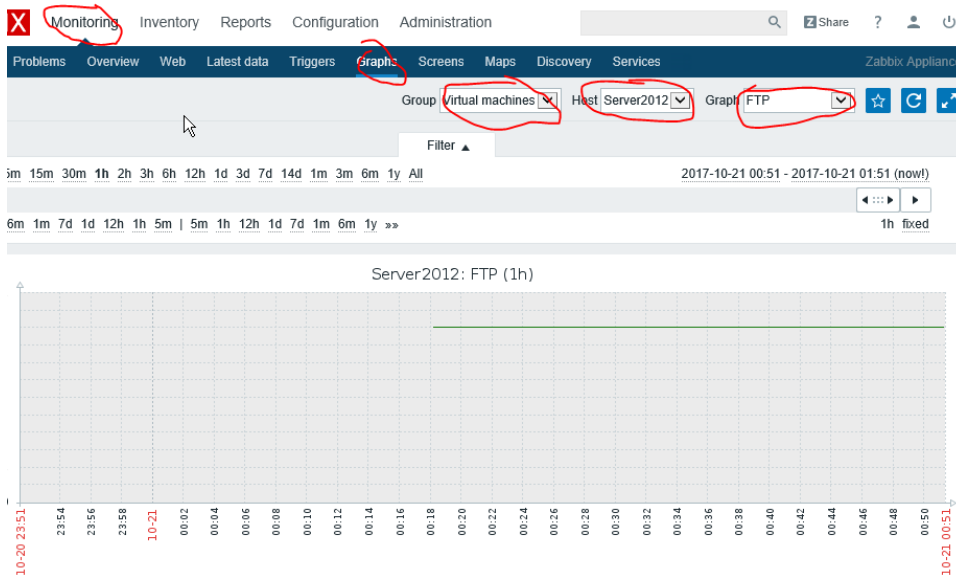 X Monitoring Inventory Reports Configuration Administration Z Share ?
Problems Overview Web Latest data Triggers Graphs Screens Maps Discovery Services Zabbix Appliance
Group Virtual machines Host Server2012 Graph FTP
Filter
5m 15m 30m 1h 2h 3h 6h 12h 1d 3d 7d 14d 1m 3m 6m 1y All 2017-10-21 00:51 - 2017-10-21 01:51 (now!)
6m 1m 7d 1d 12h 1h 5m | 5m 1h 12h 1d 7d 1m 6m 1y »» 1h fixed
Server2012: FTP (1h)
10-20 23:51 23:54 23:56 23:58 10-21 00:02 00:04 00:06 00:08 00:10 00:12 00:14 00:16 00:18 00:20 00:22 00:24 00:26 00:28 00:30 00:32 00:34 00:36 00:38 00:40 00:42 00:44 00:46 00:48 00:50 10-21 00:51